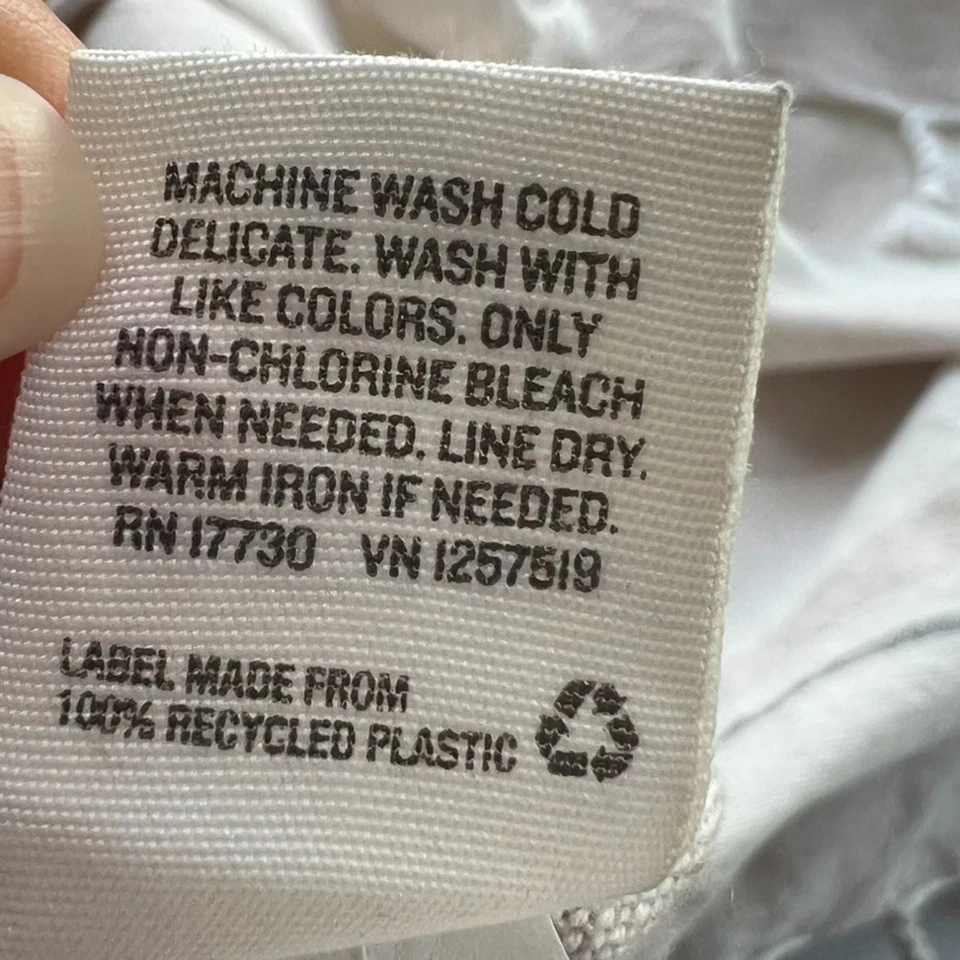 MACHINE WASH COLD
DELICATE. WASH WITH
LIKE COLORS. ONLY
NON-CHLORINE BLEACH
WHEN NEEDED. LINE DRY.
WARM IRON IF NEEDED.
RN 17730 VN 1257519
LABEL MADE FROM
100% RECYCLED PLASTIC